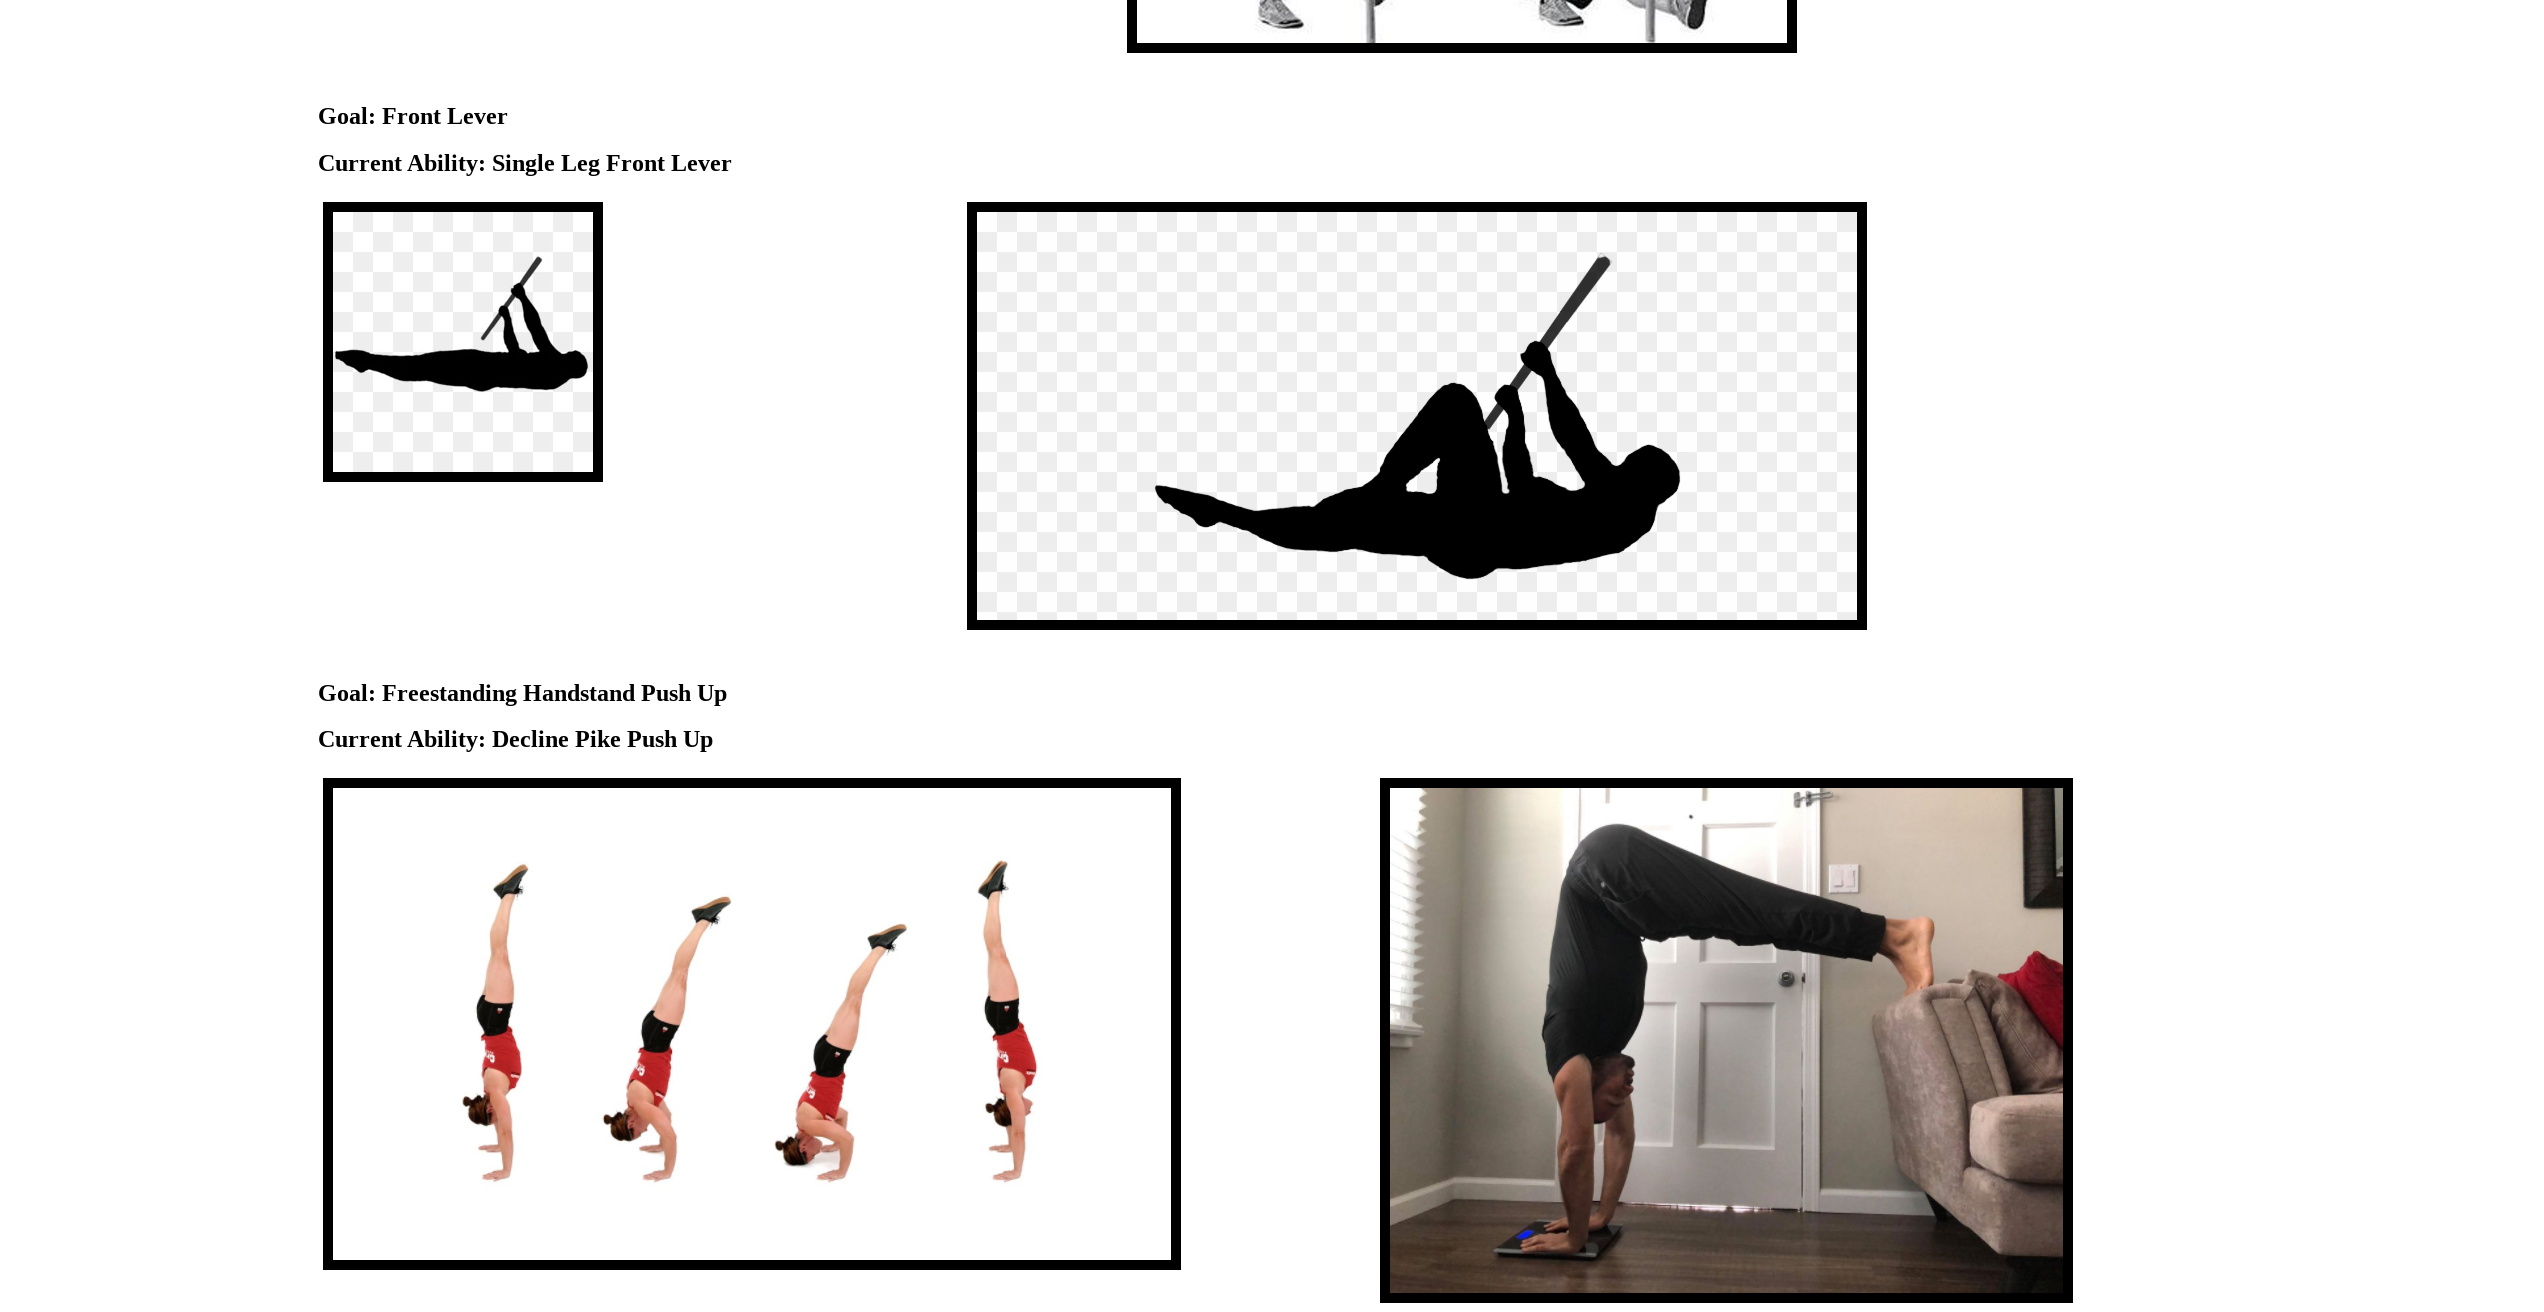 Goal: Front Lever
Current Ability: Single Leg Front Lever
Goal: Freestanding Handstand Push Up
Current Ability: Decline Pike Push Up